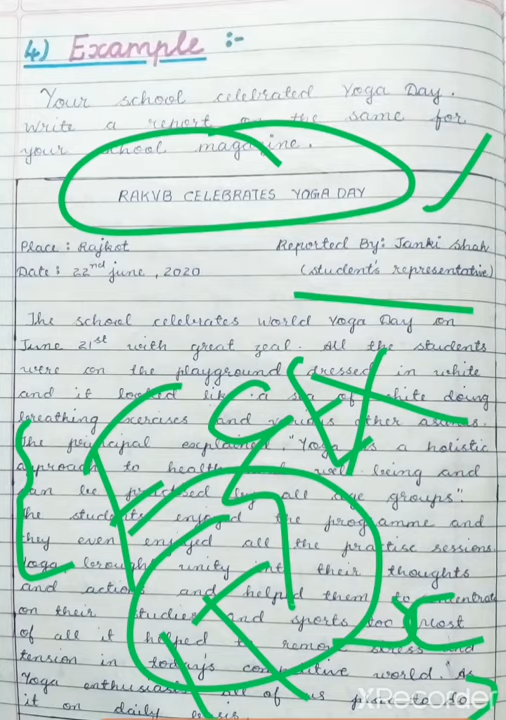 4) Example :-
Your school celebrated Yoga Day.
Write a report on the same for
your school magazine.
RAKVB CELEBRATES YOGA DAY
Place : Rajkot Reported By: Janki Shah
Date : 22nd june, 2020 (student's representative)
The school celebrates world Yoga Day on
June 21st with great zeal. All the students
were on the playground dressed in white
and it looked like a sea of white doing
breathing exercises and various other asanas.
The principal explained, "Yoga is a holistic
approach to health and well being and
can be practised by all age groups".
The students enjoyed the programme and
they even enjoyed all the practise sessions.
Yoga brought unity in their thoughts
and actions and helped them to concentrate
on their studies and sports too. Most
of all it helped to remove stress and
tension in today's competitive world. As
Yoga enthusiasts all of us plan to do
it on daily basis.
XRecorder